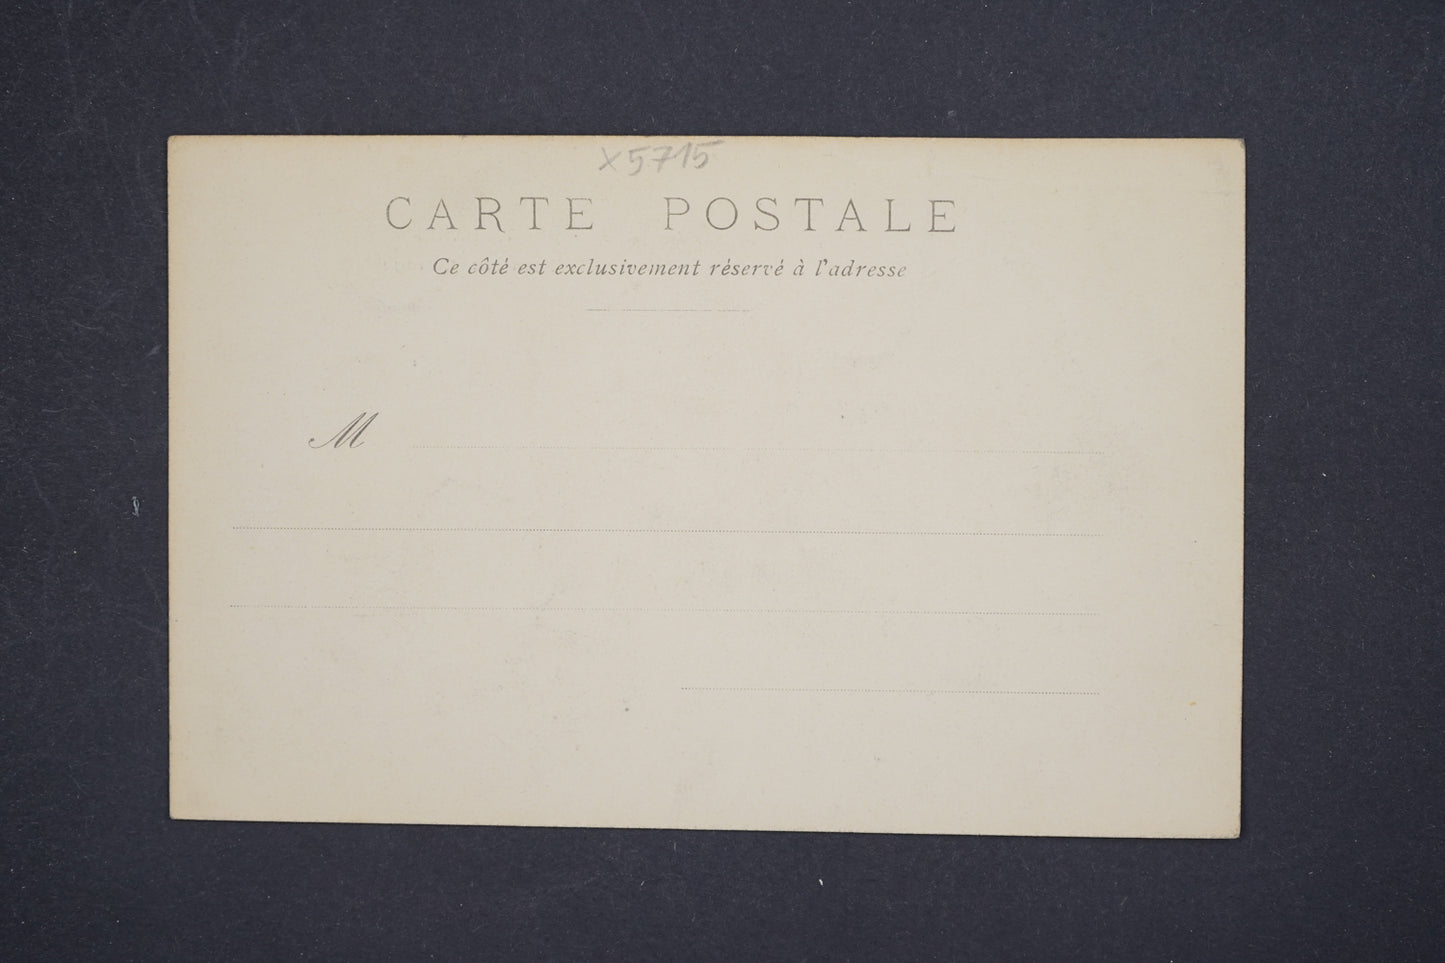 x5715
CARTE POSTALE
Ce côté est exclusivement réservé à l'adresse
M